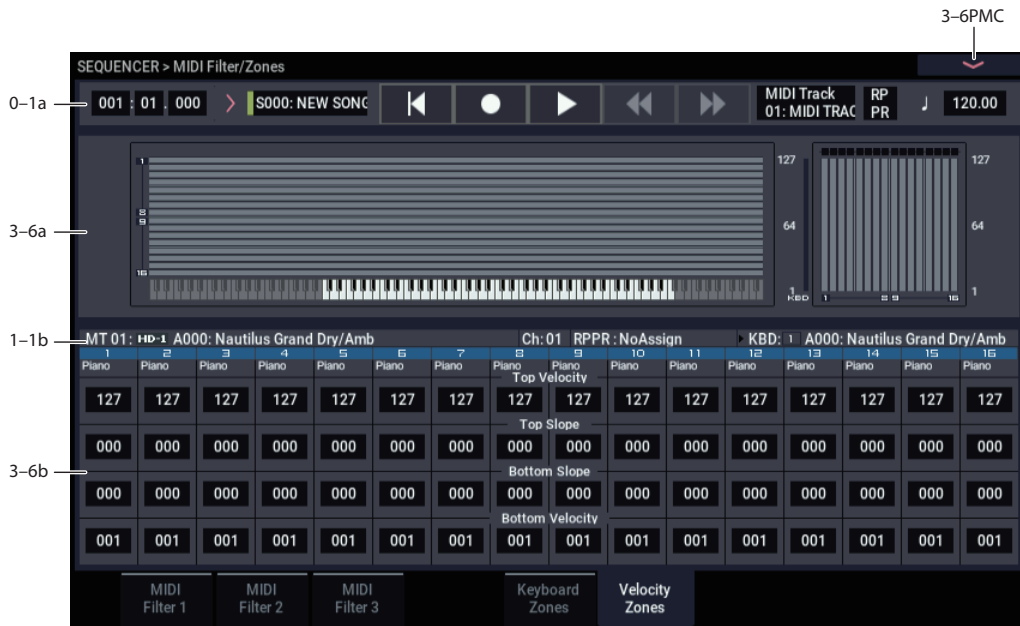 3–6PMC
SEQUENCER > MIDI Filter/Zones
0–1a
001 : 01 . 000
S000: NEW SONG
MIDI Track
01: MIDI TRAC
RP
PR
♩ 120.00
3–6a
1
8
9
16
127
64
1
KBD
1 8 9 16
127
64
1
1–1b
MT 01: HD-1 A000: Nautilus Grand Dry/Amb Ch: 01 RPPR : NoAssign KBD: 1 A000: Nautilus Grand Dry/Amb
1 2 3 4 5 6 7 8 9 10 11 12 13 14 15 16
Piano Piano Piano Piano Piano Piano Piano Piano Piano Piano Piano Piano Piano Piano Piano Piano
Top Velocity
127 127 127 127 127 127 127 127 127 127 127 127 127 127 127 127
Top Slope
000 000 000 000 000 000 000 000 000 000 000 000 000 000 000 000
3–6b
Bottom Slope
000 000 000 000 000 000 000 000 000 000 000 000 000 000 000 000
Bottom Velocity
001 001 001 001 001 001 001 001 001 001 001 001 001 001 001 001
MIDI
Filter 1
MIDI
Filter 2
MIDI
Filter 3
Keyboard
Zones
Velocity
Zones